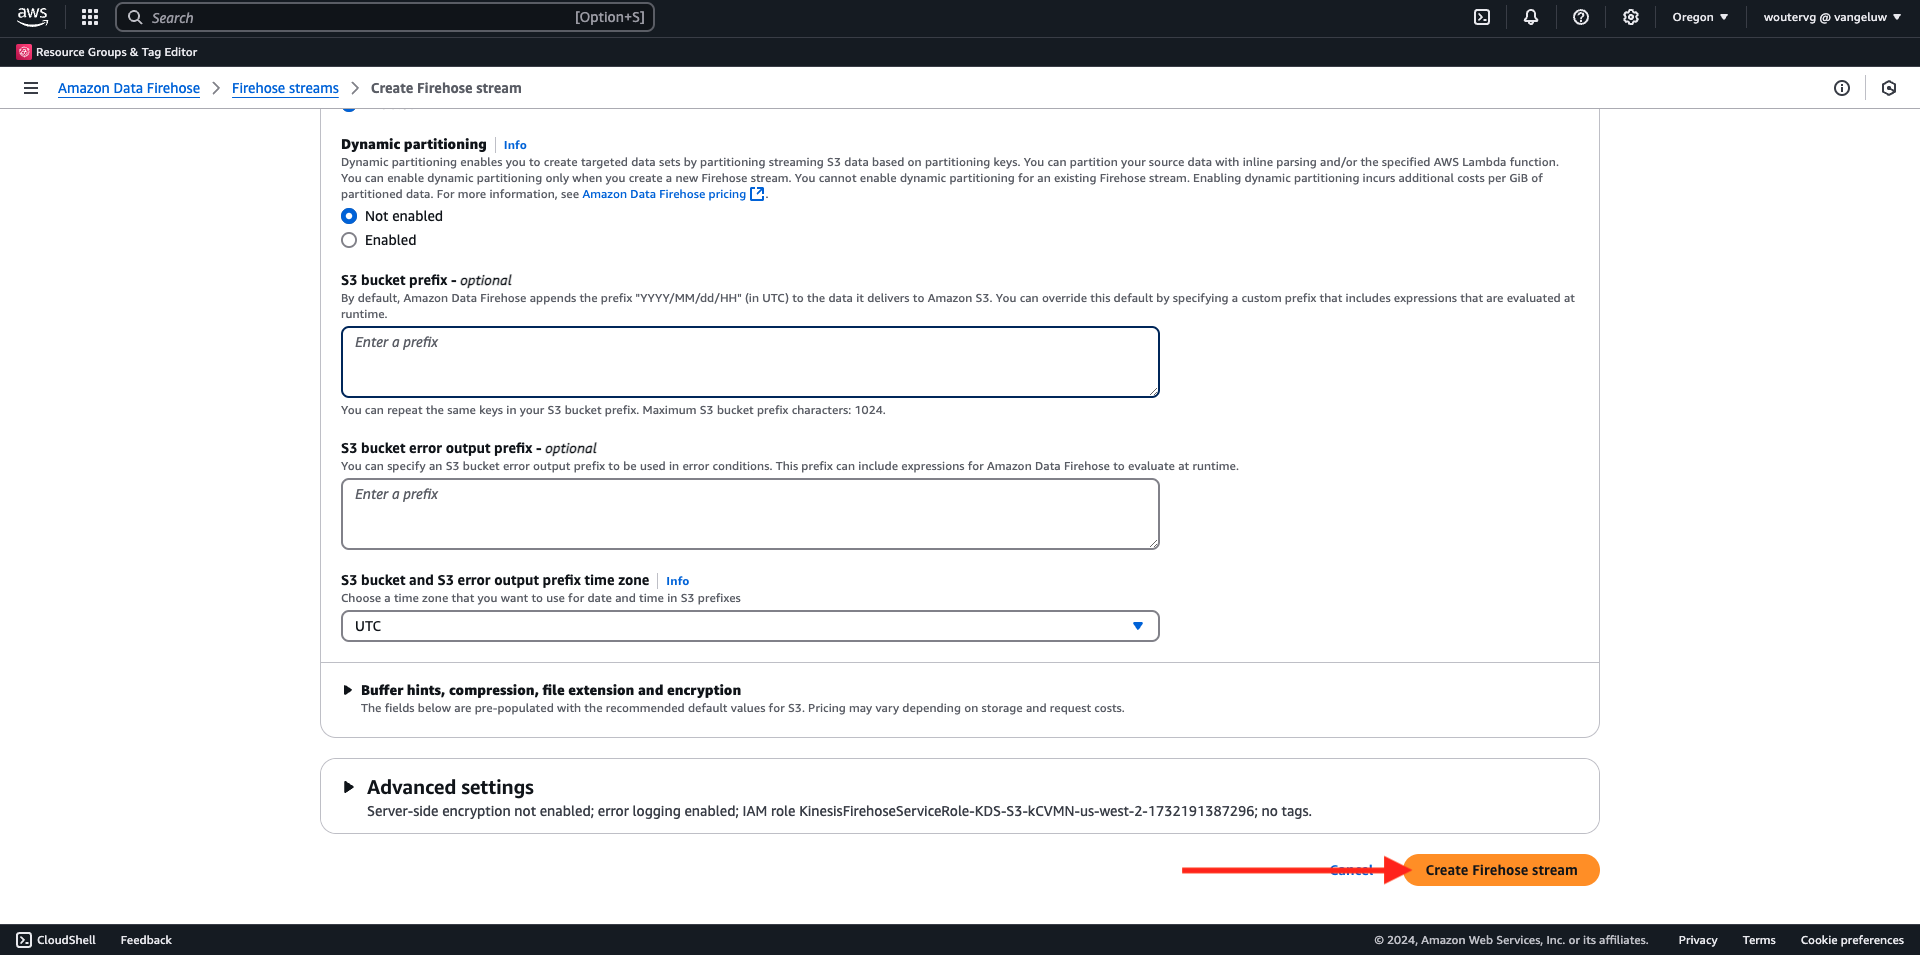 aws
Search
[Option+S]
Oregon
woutervg @ vangeluw
Resource Groups & Tag Editor
Amazon Data Firehose
Firehose streams
Create Firehose stream
Dynamic partitioning
Info
Dynamic partitioning enables you to create targeted data sets by partitioning streaming S3 data based on partitioning keys. You can partition your source data with inline parsing and/or the specified AWS Lambda function.
You can enable dynamic partitioning only when you create a new Firehose stream. You cannot enable dynamic partitioning for an existing Firehose stream. Enabling dynamic partitioning incurs additional costs per GiB of
partitioned data. For more information, see Amazon Data Firehose pricing.
Not enabled
Enabled
S3 bucket prefix - optional
By default, Amazon Data Firehose appends the prefix "YYYY/MM/dd/HH" (in UTC) to the data it delivers to Amazon S3. You can override this default by specifying a custom prefix that includes expressions that are evaluated at
runtime.
Enter a prefix
You can repeat the same keys in your S3 bucket prefix. Maximum S3 bucket prefix characters: 1024.
S3 bucket error output prefix - optional
You can specify an S3 bucket error output prefix to be used in error conditions. This prefix can include expressions for Amazon Data Firehose to evaluate at runtime.
Enter a prefix
S3 bucket and S3 error output prefix time zone
Info
Choose a time zone that you want to use for date and time in S3 prefixes
UTC
Buffer hints, compression, file extension and encryption
The fields below are pre-populated with the recommended default values for S3. Pricing may vary depending on storage and request costs.
Advanced settings
Server-side encryption not enabled; error logging enabled; IAM role KinesisFirehoseServiceRole-KDS-S3-kCVMN-us-west-2-1732191387296; no tags.
Cancel
Create Firehose stream
CloudShell
Feedback
© 2024, Amazon Web Services, Inc. or its affiliates.
Privacy
Terms
Cookie preferences